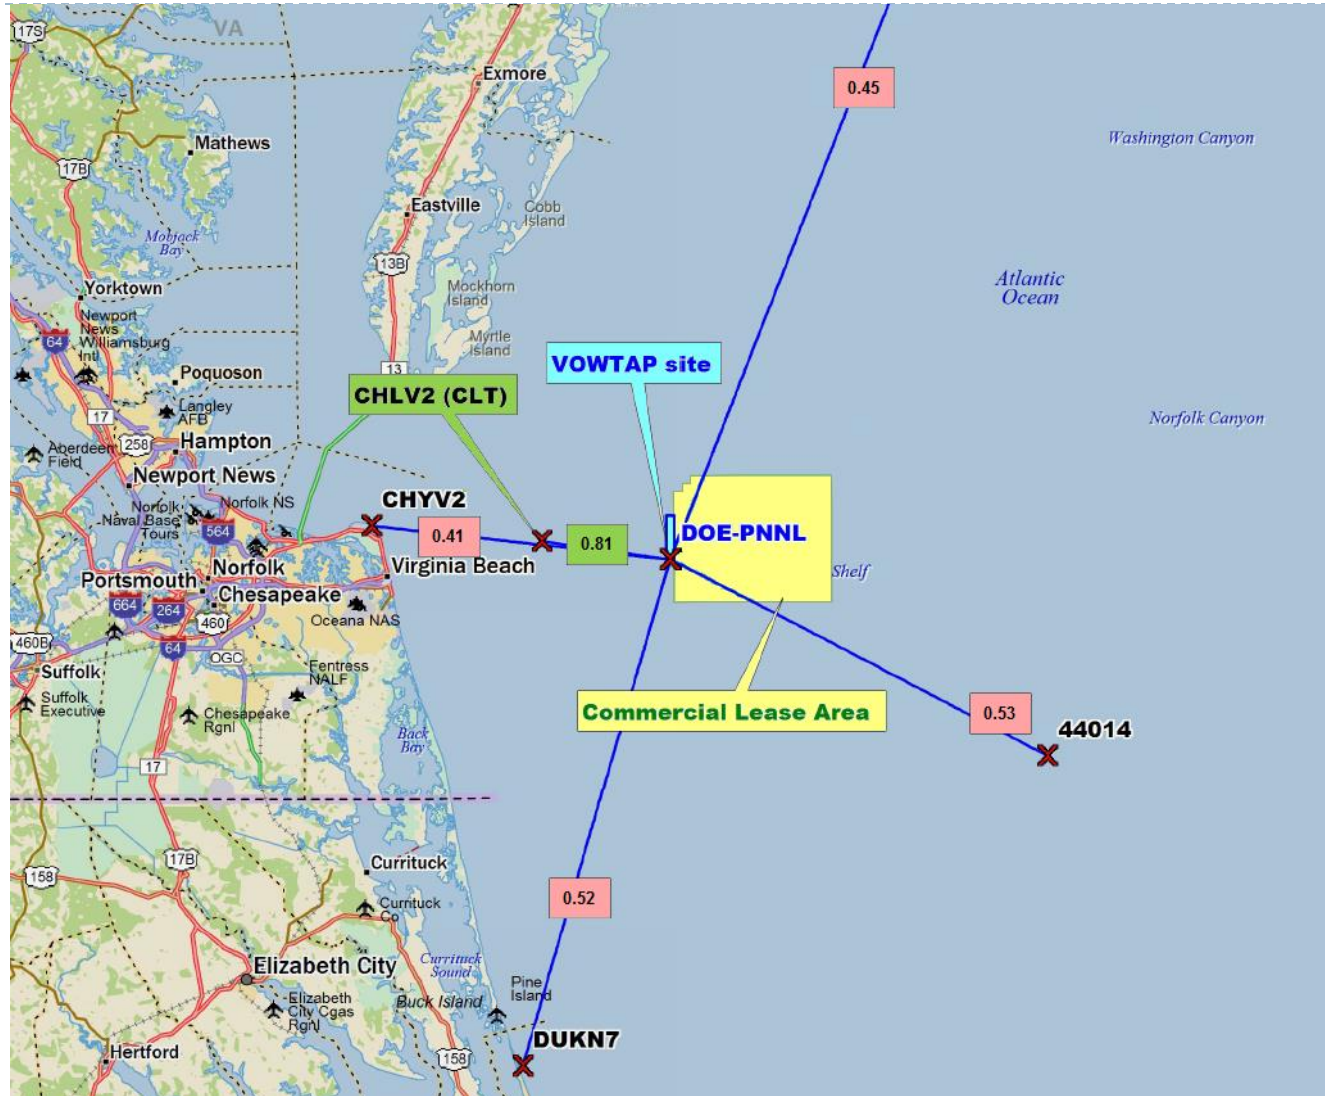 VA
17S
Exmore
0.45
Washington Canyon
Mathews
17B
Eastville
Cobb
Island
Mobjack
Bay
13B
Atlantic
Ocean
Yorktown
Mockhorn
Island
Newport
News
Williamsburg
Intl
64
Myrtle
Island
VOWTAP site
13
Poquoson
CHLV2 (CLT)
Langley
AFB
17
Norfolk Canyon
258
Hampton
Aberdeen
Field
Newport News
CHYV2
Norfolk NS
Norfolk
Naval Base
Tours
564
0.41
0.81
DOE-PNNL
Norfolk
Virginia Beach
Shelf
Portsmouth
Chesapeake
664
264
460
Oceana NAS
460B
64
OGC
Suffolk
Fentress
NALF
Suffolk
Executive
Chesapeake
Rgnl
Commercial Lease Area
0.53
44014
Back
Bay
17
17B
Currituck
158
0.52
Currituck
Co
Elizabeth City
Currituck
Sound
Pine
Island
Elizabeth
City Cgas
Rgnl
Buck Island
DUKN7
Hertford
158